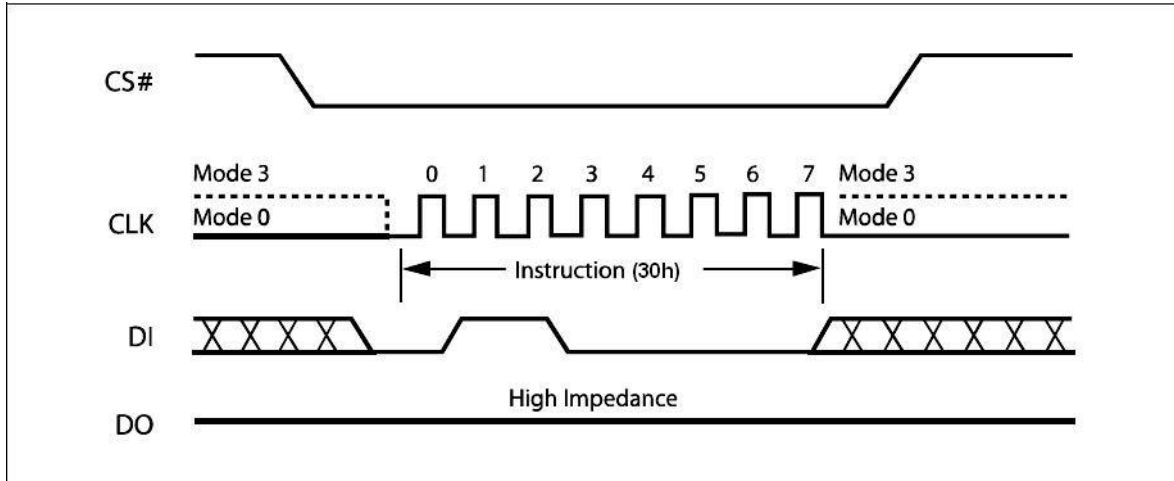 CS#
Mode 3 0 1 2 3 4 5 6 7 Mode 3
CLK Mode 0 Mode 0
Instruction (30h)
DI
High Impedance
DO